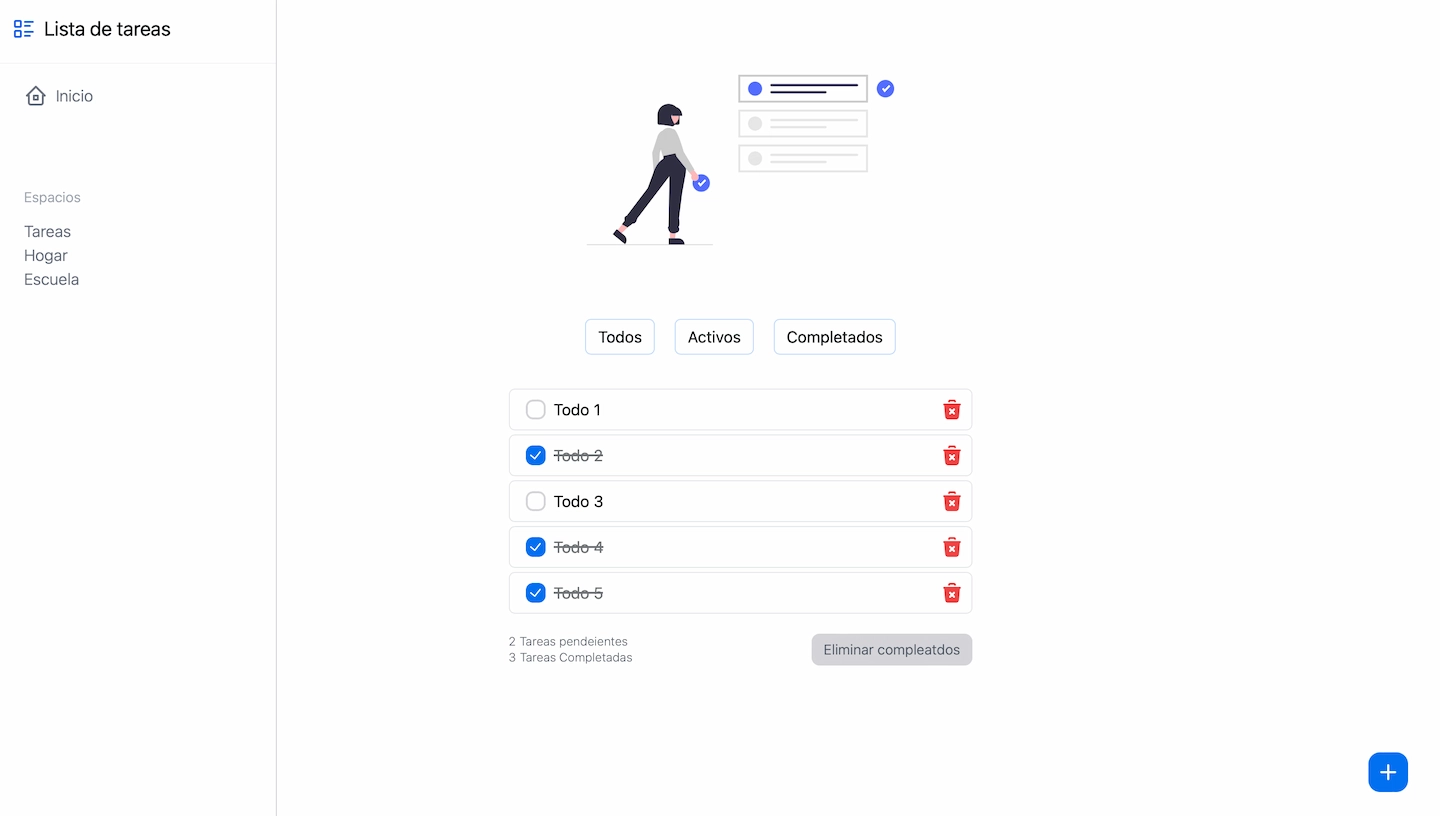 Lista de tareas
Inicio
Espacios
Tareas
Hogar
Escuela
Todos
Activos
Completados
Todo 1
Todo 2
Todo 3
Todo 4
Todo 5
2 Tareas pendeientes
3 Tareas Completadas
Eliminar compleatdos